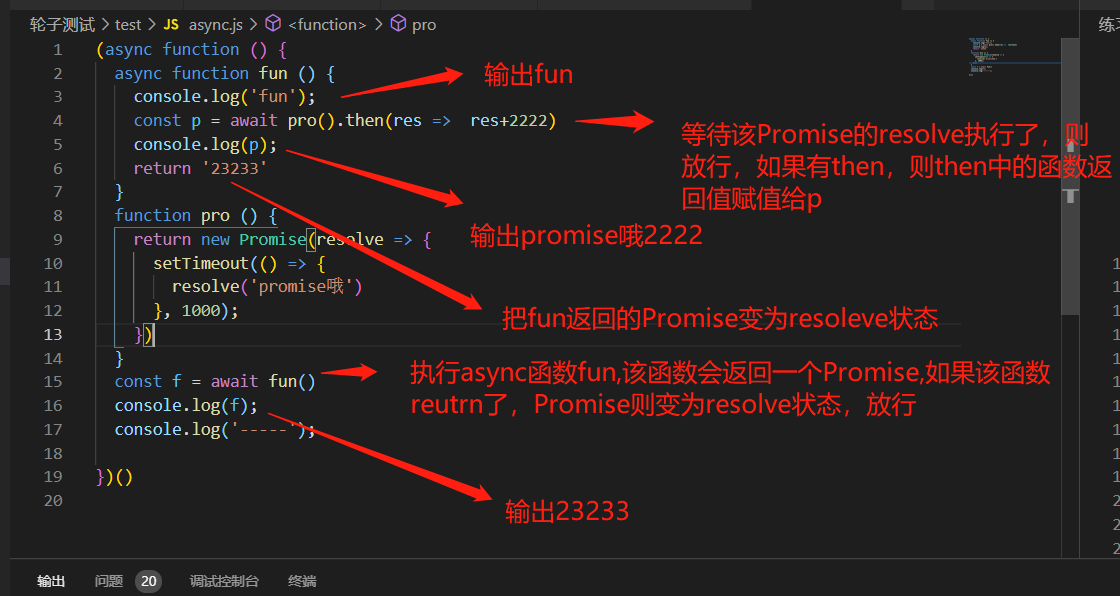 轮子测试 > test > JS async.js > <function> > pro
练习
1 (async function () {
2 async function fun () {
3 console.log('fun');
输出fun
4 const p = await pro().then(res => res+2222)
等待该Promise的resolve执行了，则
放行，如果有then，则then中的函数返
回值赋值给p
5 console.log(p);
输出promise哦2222
6 return '23233'
把fun返回的Promise变为resoleve状态
7 }
8 function pro () {
9 return new Promise(resolve => {
10 setTimeout(() => {
11 resolve('promise哦')
12 }, 1000);
13 })
14 }
15 const f = await fun()
执行async函数fun,该函数会返回一个Promise,如果该函数
reutrn了，Promise则变为resolve状态，放行
16 console.log(f);
输出23233
17 console.log('-----');
18
19 })()
20
输出 问题 20 调试控制台 终端